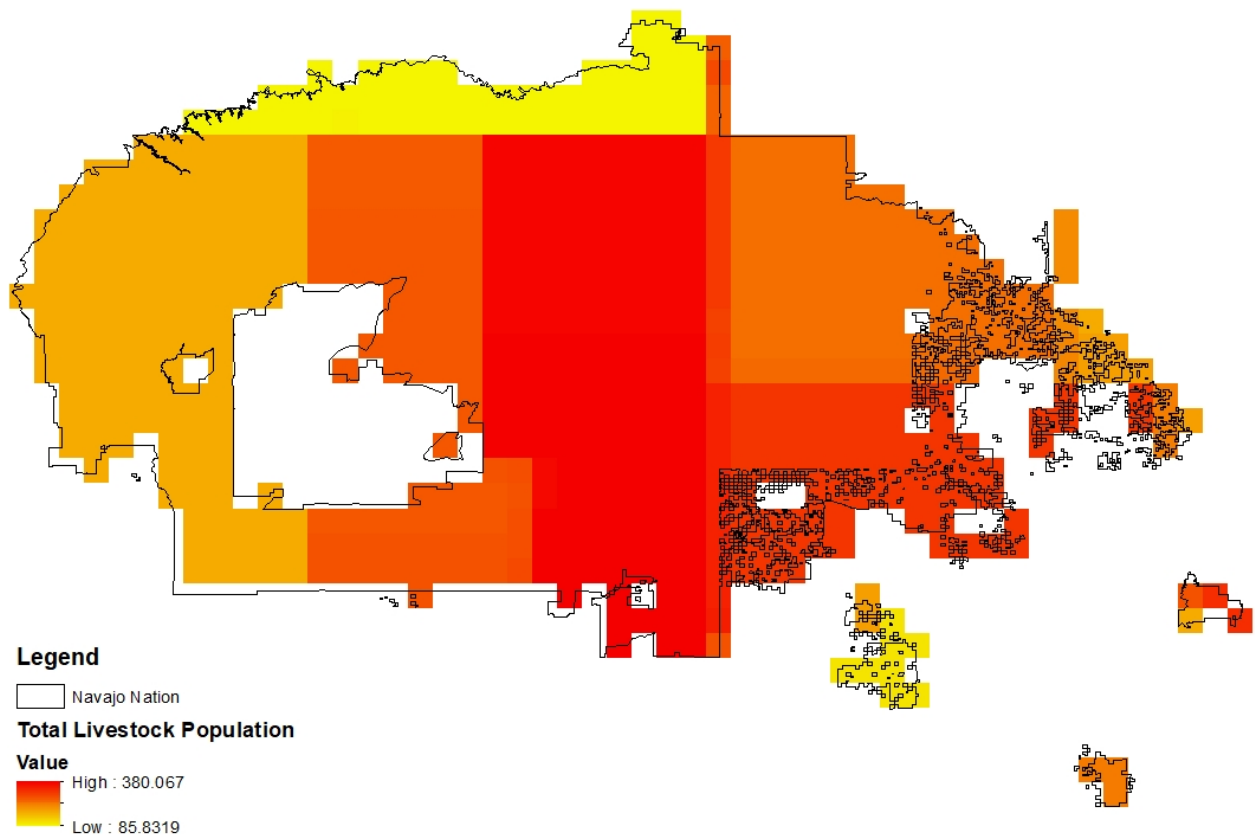 Legend
Navajo Nation
Total Livestock Population
Value
High : 380.067
Low : 85.8319